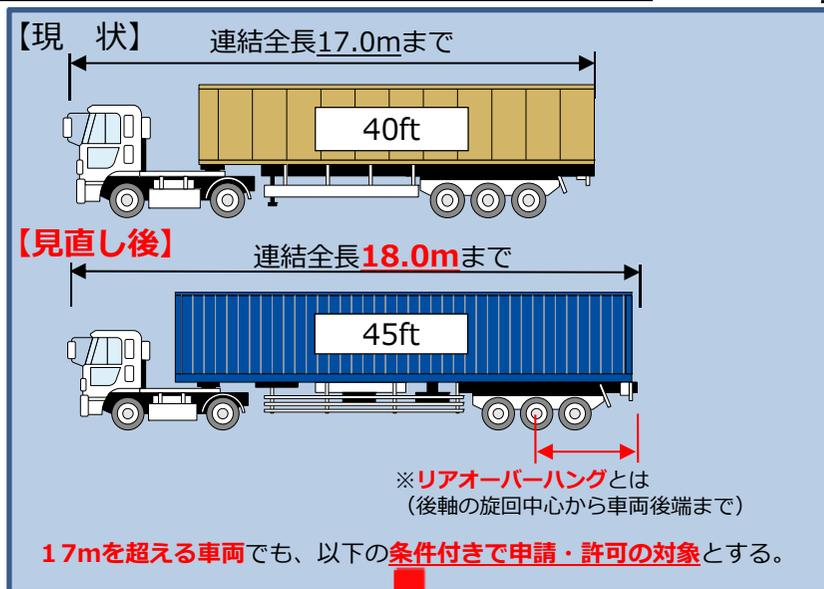 【現　状】
連結全長17.0mまで
40ft
【見直し後】
連結全長18.0mまで
45ft
※リアオーバーハングとは
（後軸の旋回中心から車両後端まで）
１7mを超える車両でも、以下の条件付きで申請・許可の対象とする。